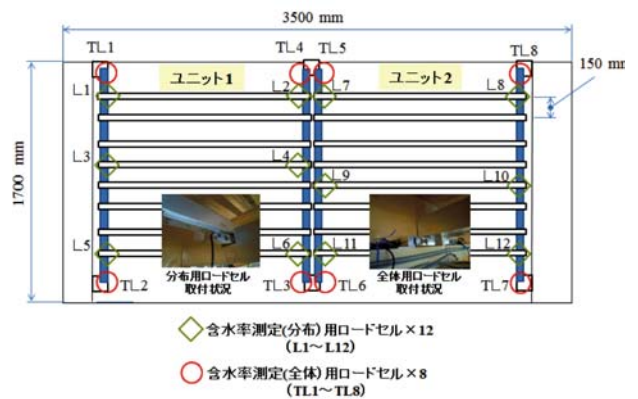 3500 mm
TL1
TL4
TL5
TL8
ユニット1
ユニット2
150 mm
L1
L2
L7
L8
1700 mm
L3
L4
L9
L10
L5
L6
L11
L12
分布用ロードセル
取付状況
全体用ロードセル
取付状況
TL2
TL3
TL6
TL7
含水率測定(分布)用ロードセル×12
(L1～L12)
含水率測定(全体)用ロードセル×8
(TL1～TL8)